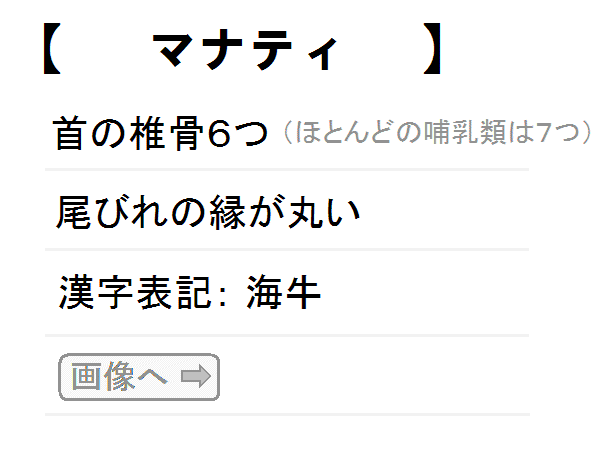 【 マナティ 】
首の椎骨6つ（ほとんどの哺乳類は7つ）
尾びれの縁が丸い
漢字表記：海牛
画像へ ⇨